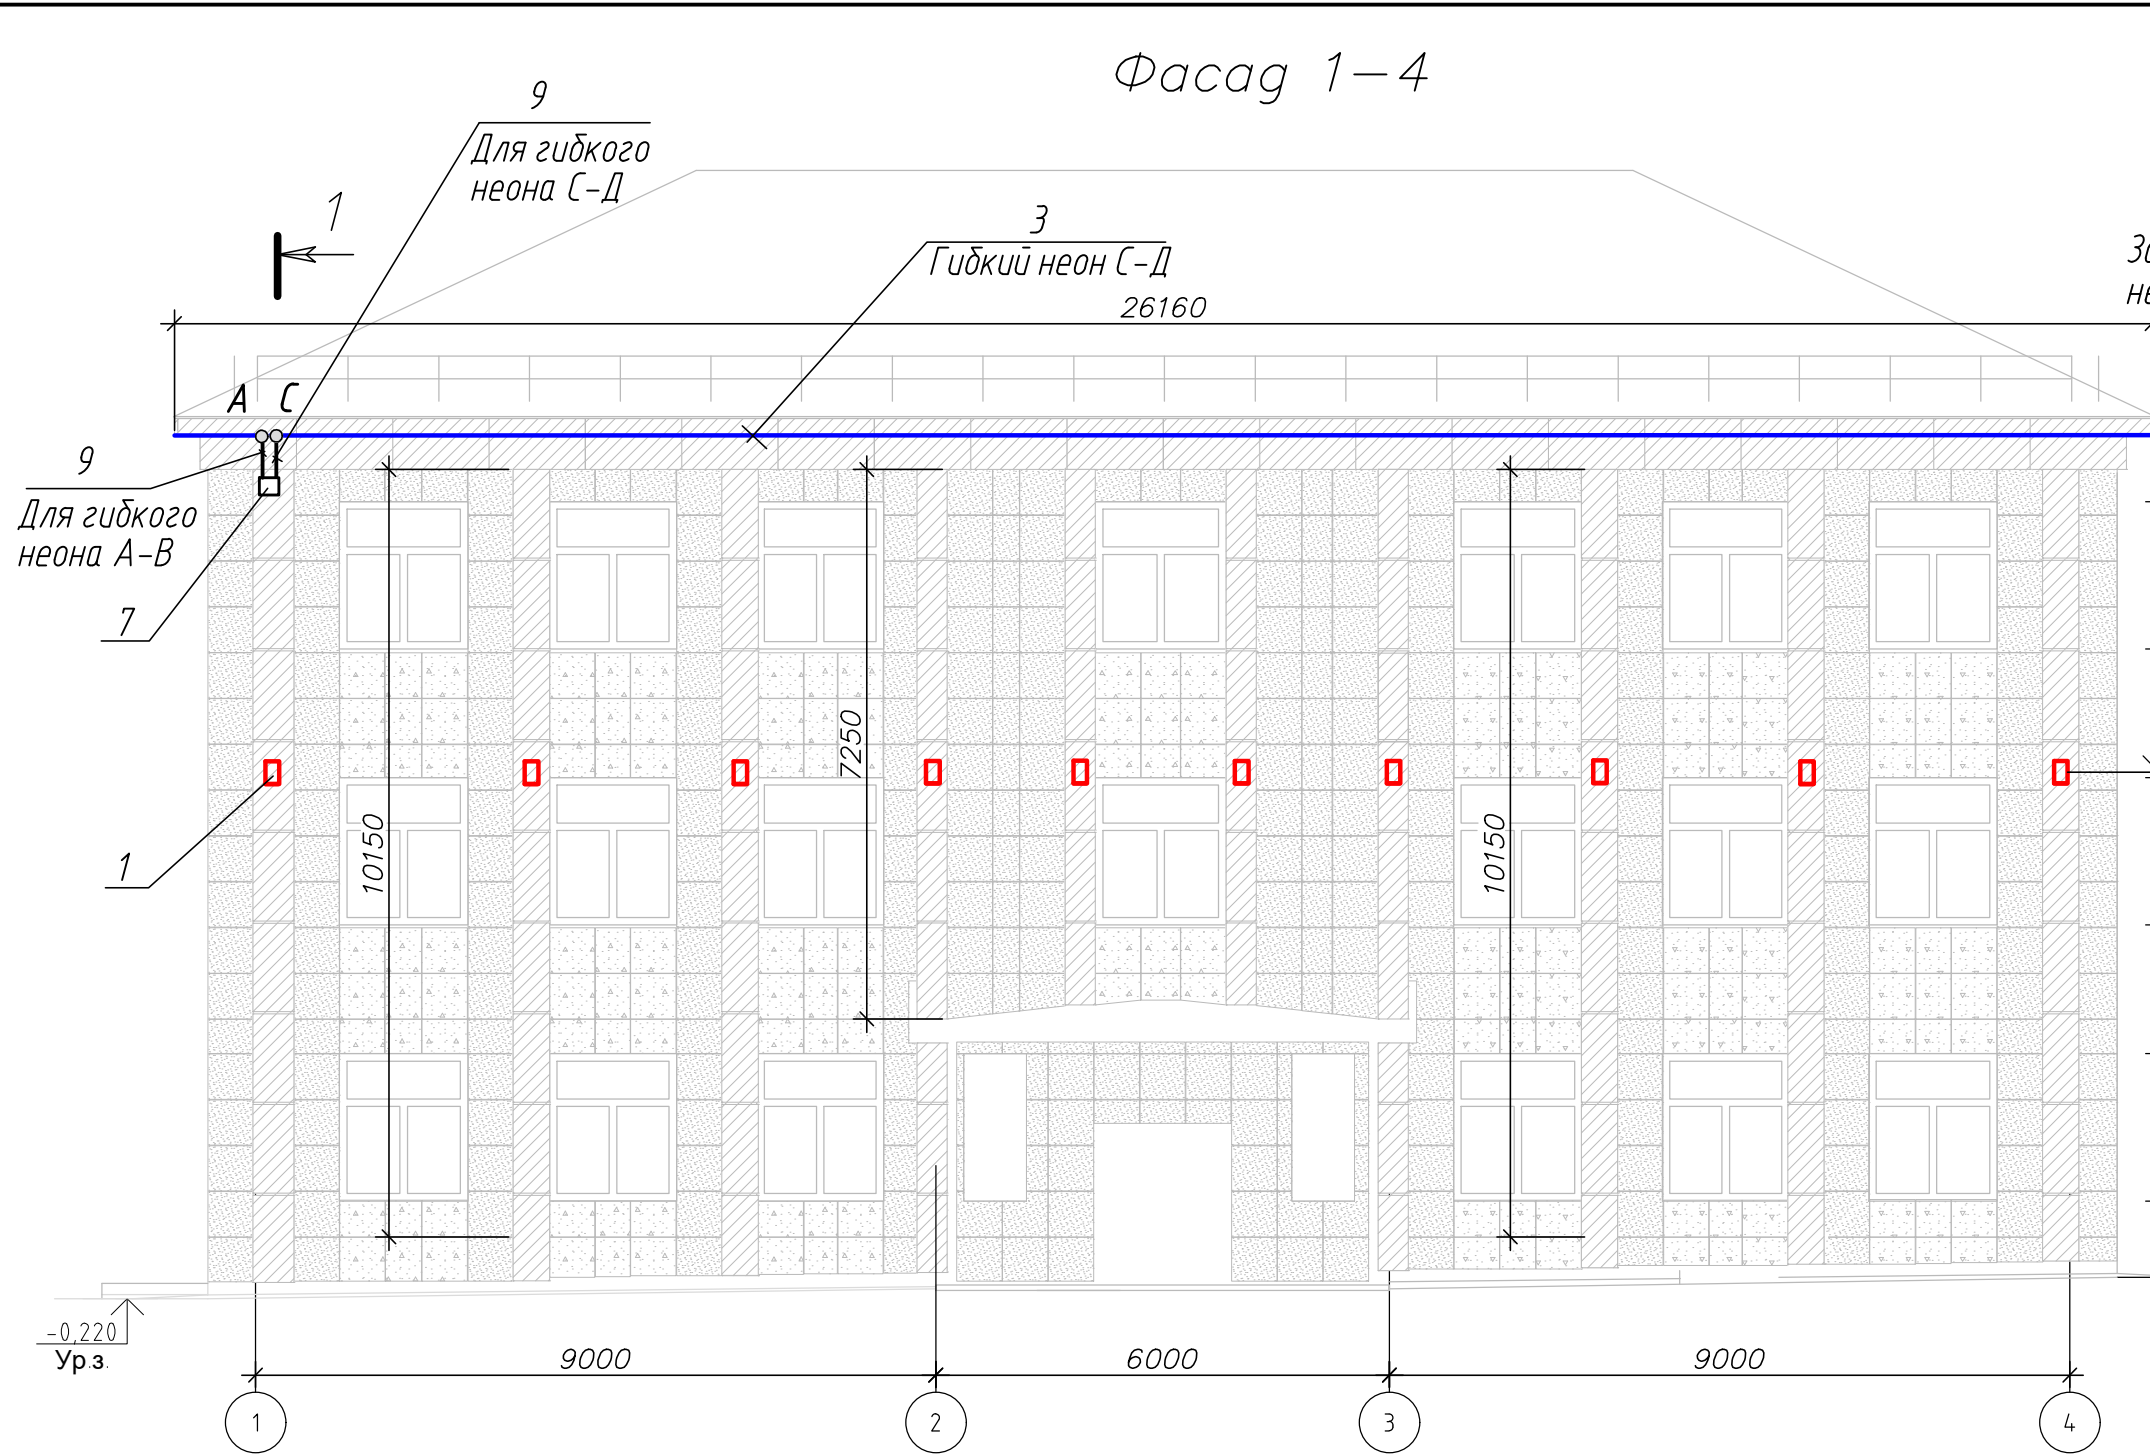 Фасад 1-4
9
Для гибкого
неона С-Д
1
3
Гибкий неон С-Д
26160
А С
9
Для гибкого
неона А-В
7
7250
10150
10150
1
-0,220
Ур.з.
9000
6000
9000
1
2
3
4